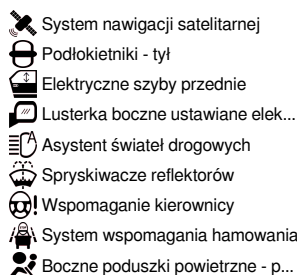 System nawigacji satelitarnej
Podłokietniki - tył
Elektryczne szyby przednie
Lusterka boczne ustawiane elek...
Asystent świateł drogowych
Spryskiwacze reflektorów
Wspomaganie kierownicy
System wspomagania hamowania
Boczne poduszki powietrzne - p...